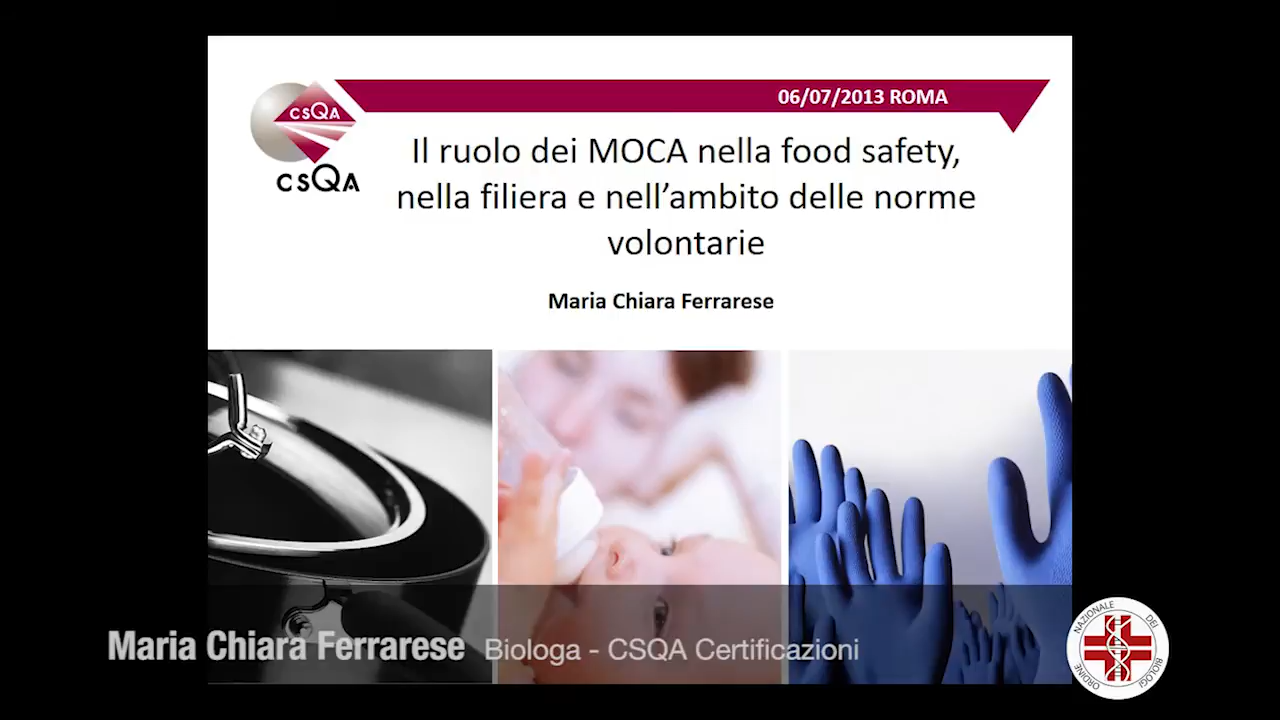 06/07/2013 ROMA
CSQA
CSQA
Il ruolo dei MOCA nella food safety,
nella filiera e nell’ambito delle norme
volontarie
Maria Chiara Ferrarese
Maria Chiara Ferrarese Biologa - CSQA Certificazioni
ORDINE NAZIONALE DEI BIOLOGI